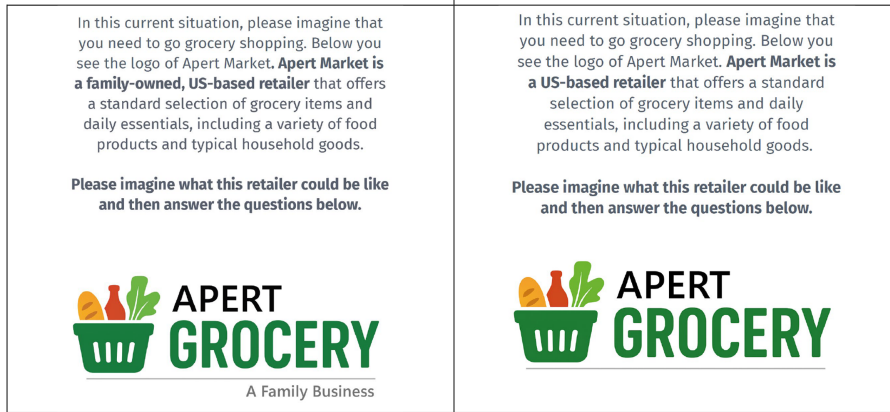 In this current situation, please imagine that
you need to go grocery shopping. Below you
see the logo of Apert Market. Apert Market is
a family-owned, US-based retailer that offers
a standard selection of grocery items and
daily essentials, including a variety of food
products and typical household goods.
Please imagine what this retailer could be like
and then answer the questions below.
APERT
GROCERY
A Family Business
In this current situation, please imagine that
you need to go grocery shopping. Below you
see the logo of Apert Market. Apert Market is
a US-based retailer that offers a standard
selection of grocery items and daily
essentials, including a variety of food
products and typical household goods.
Please imagine what this retailer could be like
and then answer the questions below.
APERT
GROCERY